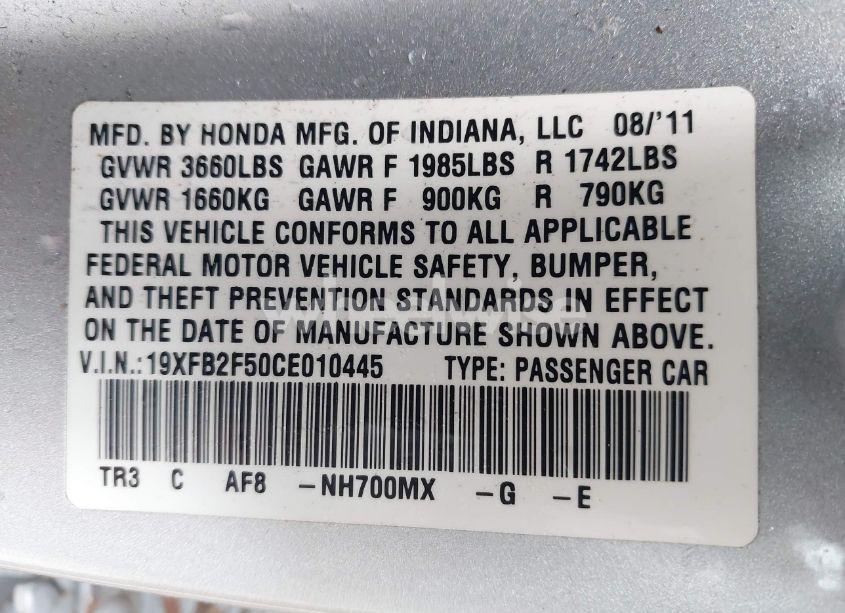 MFD. BY HONDA MFG. OF INDIANA, LLC 08/'11
GVWR 3660LBS GAWR F 1985LBS R 1742LBS
GVWR 1660KG GAWR F 900KG R 790KG
THIS VEHICLE CONFORMS TO ALL APPLICABLE
FEDERAL MOTOR VEHICLE SAFETY, BUMPER,
AND THEFT PREVENTION STANDARDS IN EFFECT
ON THE DATE OF MANUFACTURE SHOWN ABOVE.
V.I.N.:19XFB2F50CE010445 TYPE: PASSENGER CAR
TR3 C AF8 -NH700MX -G -E